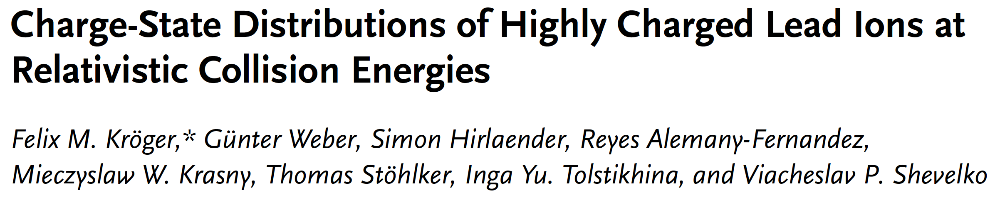 Charge-State Distributions of Highly Charged Lead Ions at
Relativistic Collision Energies
Felix M. Kröger,* Günter Weber, Simon Hirlaender, Reyes Alemany-Fernandez,
Mieczyslaw W. Krasny, Thomas Stöhlker, Inga Yu. Tolstikhina, and Viacheslav P. Shevelko